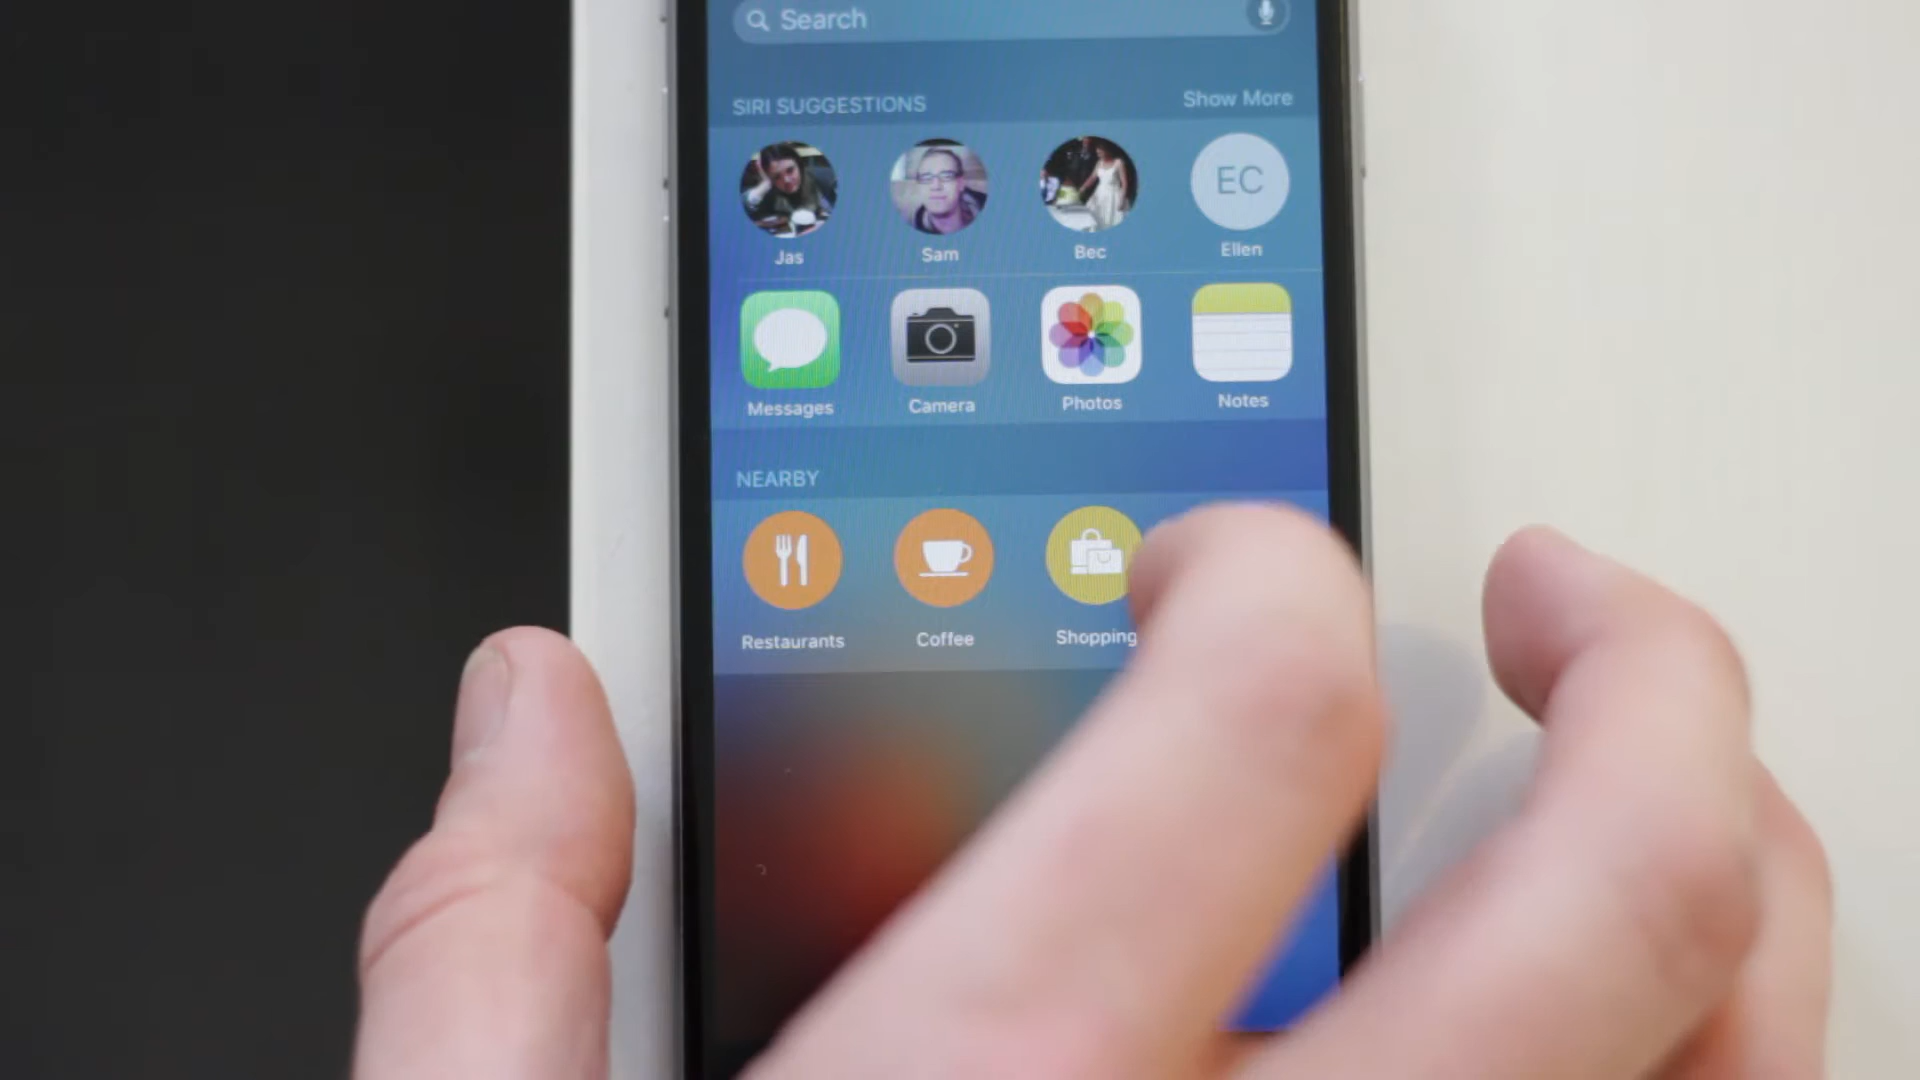 Search
SIRI SUGGESTIONS Show More
EC
Jas Sam Bec Ellen
Messages Camera Photos Notes
NEARBY
Restaurants Coffee Shopping